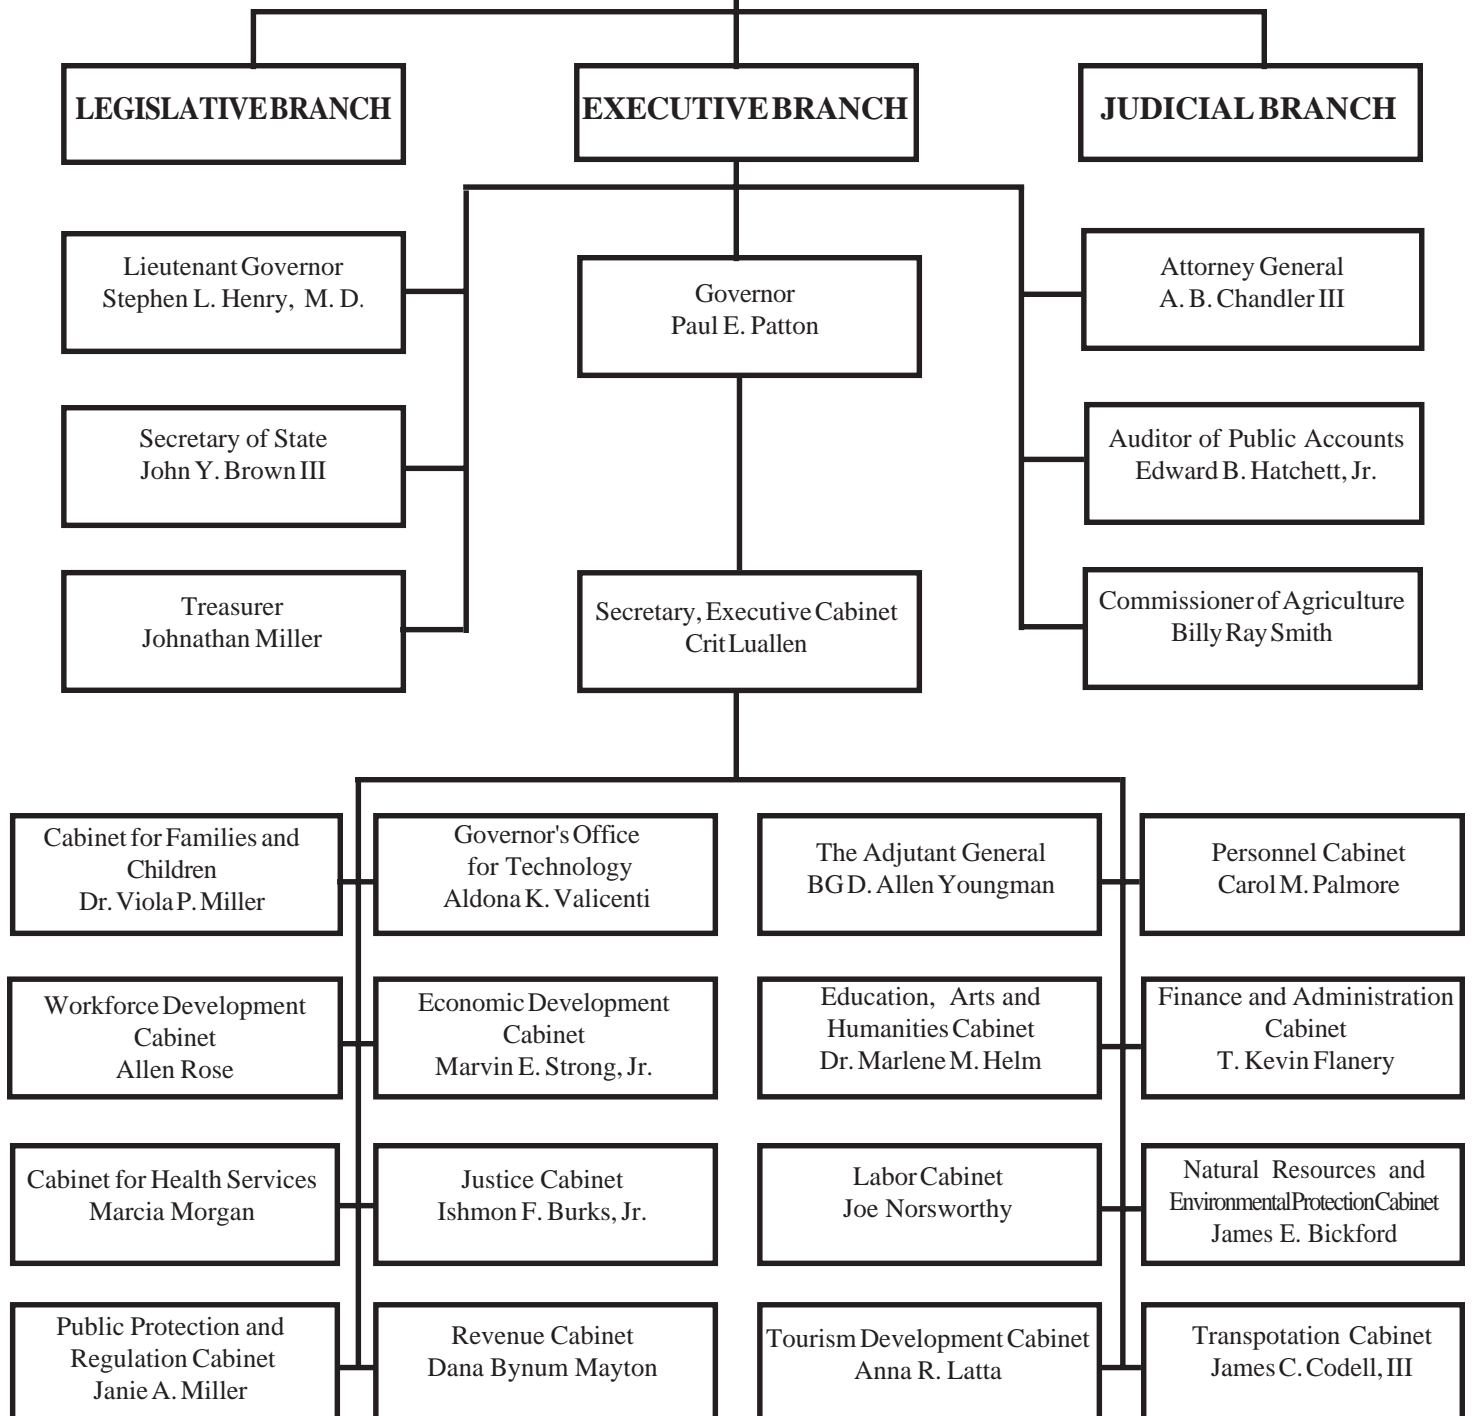 LEGISLATIVE BRANCH
EXECUTIVE BRANCH
JUDICIAL BRANCH
Lieutenant Governor
Stephen L. Henry, M. D.
Governor
Paul E. Patton
Attorney General
A. B. Chandler III
Secretary of State
John Y. Brown III
Auditor of Public Accounts
Edward B. Hatchett, Jr.
Treasurer
Johnathan Miller
Secretary, Executive Cabinet
Crit Luallen
Commissioner of Agriculture
Billy Ray Smith
Cabinet for Families and
Children
Dr. Viola P. Miller
Governor's Office
for Technology
Aldona K. Valicenti
The Adjutant General
BG D. Allen Youngman
Personnel Cabinet
Carol M. Palmore
Workforce Development
Cabinet
Allen Rose
Economic Development
Cabinet
Marvin E. Strong, Jr.
Education, Arts and
Humanities Cabinet
Dr. Marlene M. Helm
Finance and Administration
Cabinet
T. Kevin Flanery
Cabinet for Health Services
Marcia Morgan
Justice Cabinet
Ishmon F. Burks, Jr.
Labor Cabinet
Joe Norsworthy
Natural Resources and
Environmental Protection Cabinet
James E. Bickford
Public Protection and
Regulation Cabinet
Janie A. Miller
Revenue Cabinet
Dana Bynum Mayton
Tourism Development Cabinet
Anna R. Latta
Transpotation Cabinet
James C. Codell, III